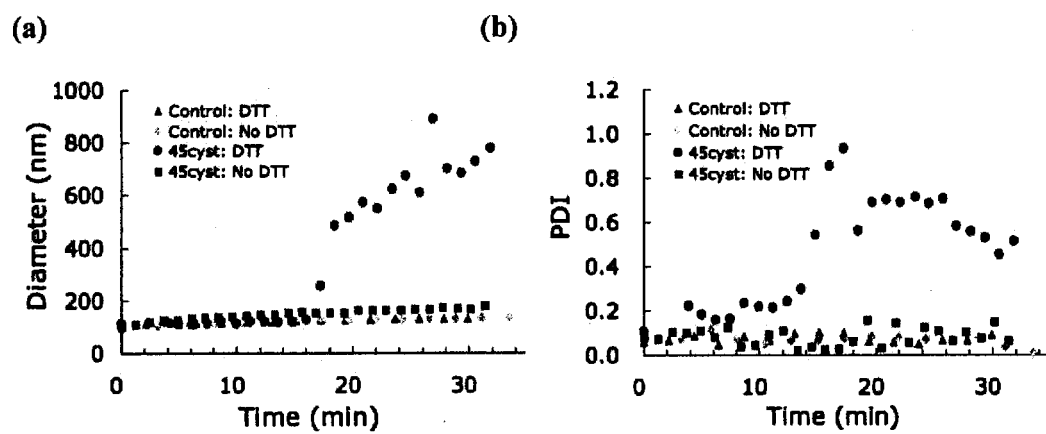 (a)
(b)
1000
800
600
400
200
0
Diameter (nm)
▲ Control: DTT
Control: No DTT
● 45cyst: DTT
■ 45cyst: No DTT
0
10
20
30
Time (min)
1.2
1.0
0.8
0.6
0.4
0.2
0.0
PDI
▲ Control: DTT
Control: No DTT
● 45cyst: DTT
■ 45cyst: No DTT
0
10
20
30
Time (min)